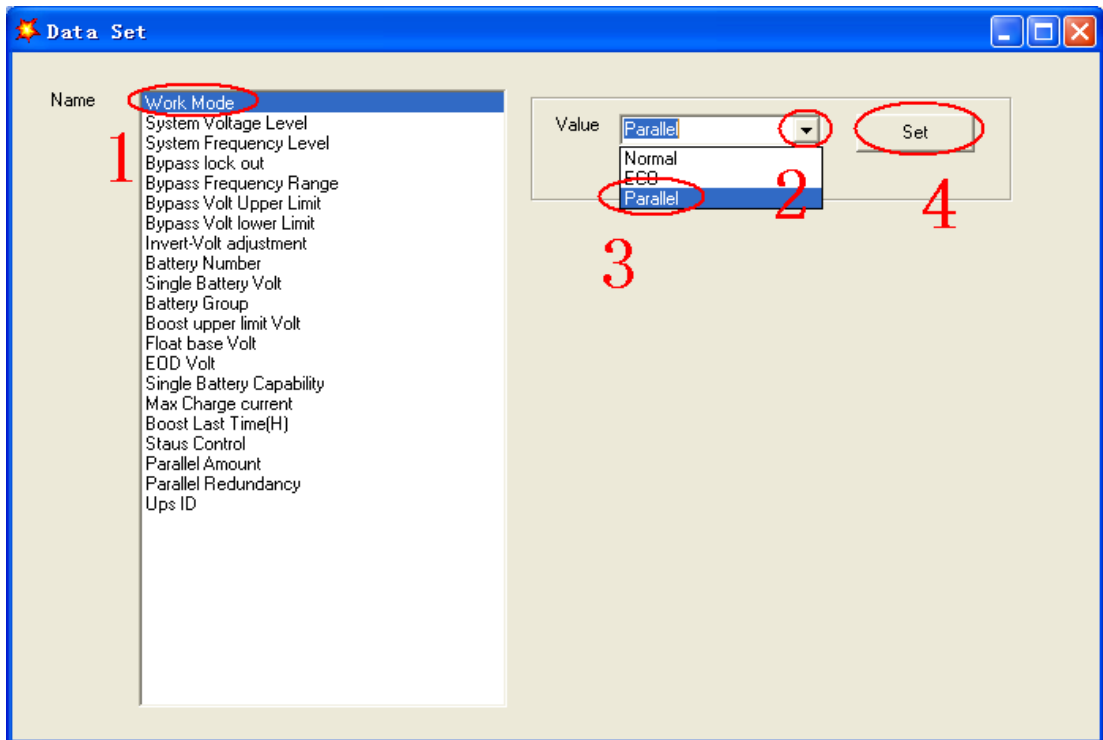 Data Set
Name
Work Mode
System Voltage Level
System Frequency Level
Bypass lock out
Bypass Frequency Range
Bypass Volt Upper Limit
Bypass Volt lower Limit
Invert-Volt adjustment
Battery Number
Single Battery Volt
Battery Group
Boost upper limit Volt
Float base Volt
EOD Volt
Single Battery Capability
Max Charge current
Boost Last Time(H)
Staus Control
Parallel Amount
Parallel Redundancy
Ups ID
1
Value
Parallel
Set
Normal
ECO
Parallel
2
3
4